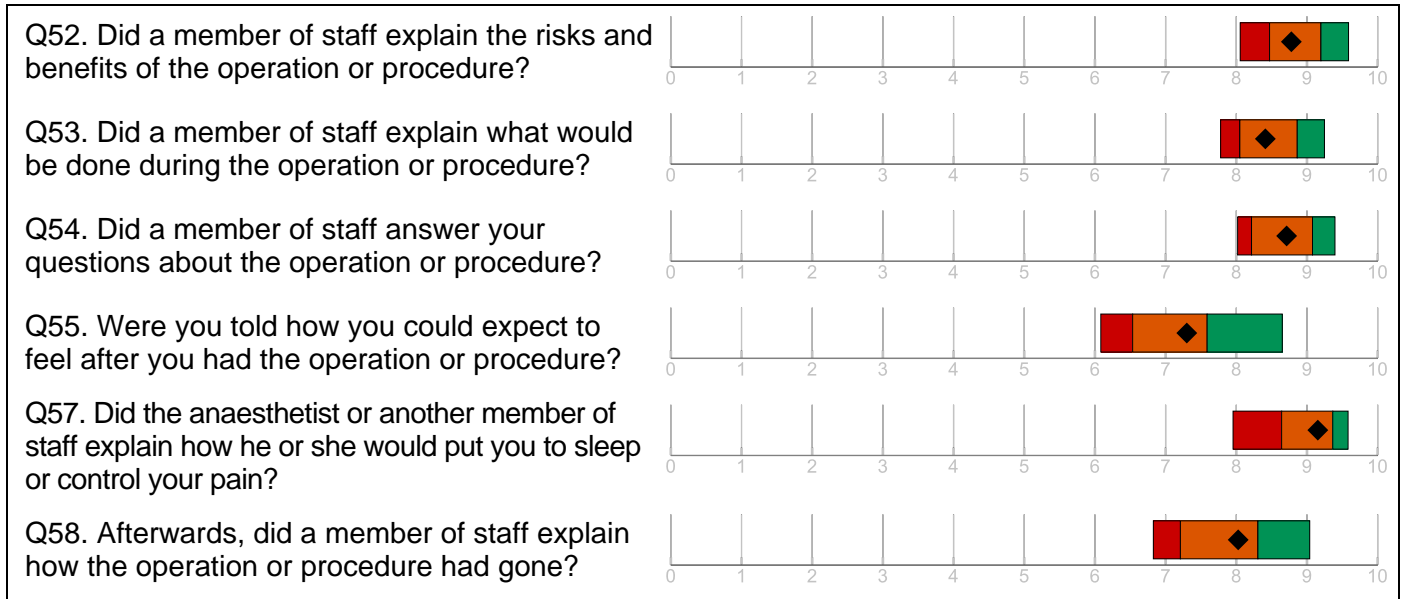 Q52. Did a member of staff explain the risks and
benefits of the operation or procedure?
0 1 2 3 4 5 6 7 8 9 10
Q53. Did a member of staff explain what would
be done during the operation or procedure?
0 1 2 3 4 5 6 7 8 9 10
Q54. Did a member of staff answer your
questions about the operation or procedure?
0 1 2 3 4 5 6 7 8 9 10
Q55. Were you told how you could expect to
feel after you had the operation or procedure?
0 1 2 3 4 5 6 7 8 9 10
Q57. Did the anaesthetist or another member of
staff explain how he or she would put you to sleep
or control your pain?
0 1 2 3 4 5 6 7 8 9 10
Q58. Afterwards, did a member of staff explain
how the operation or procedure had gone?
0 1 2 3 4 5 6 7 8 9 10